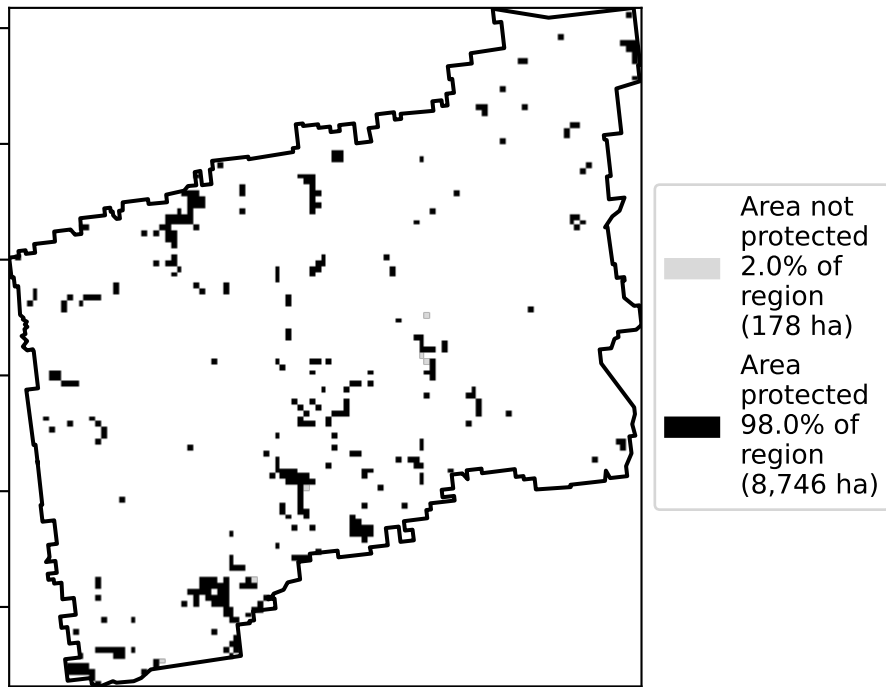 Area not
protected
2.0% of
region
(178 ha)
Area
protected
98.0% of
region
(8,746 ha)